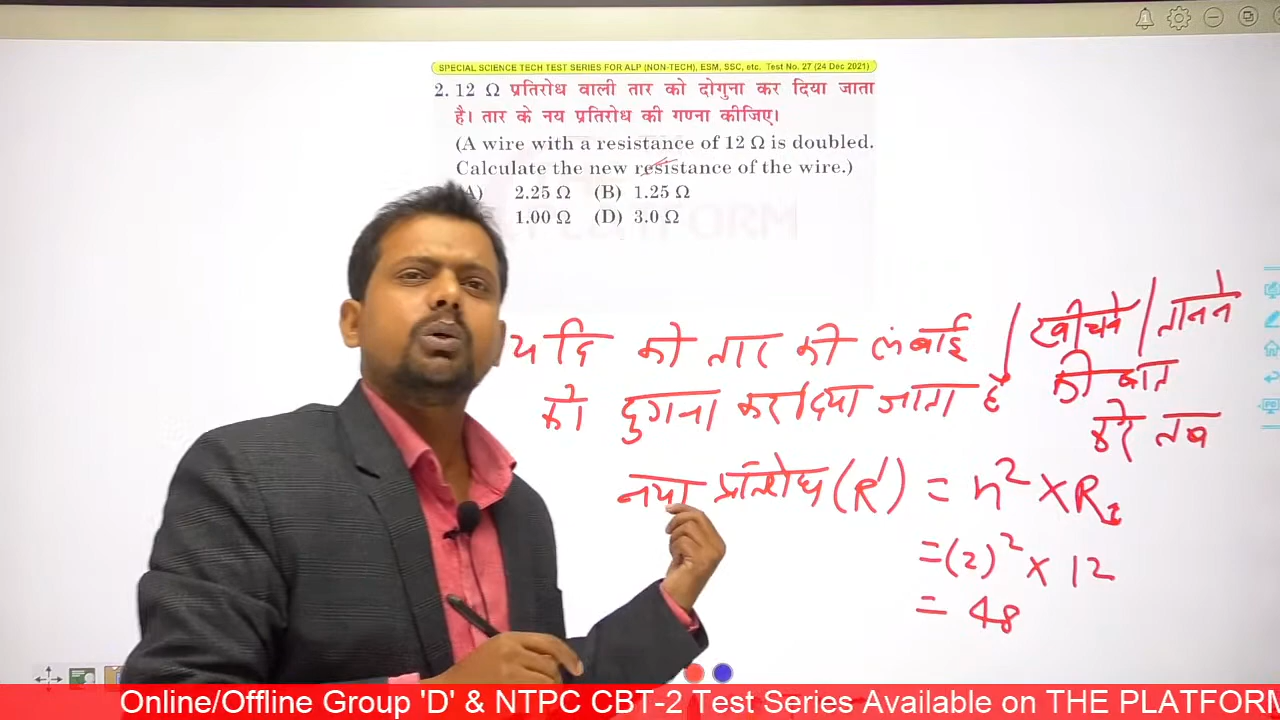 SPECIAL SCIENCE TECH TEST SERIES FOR ALP (NON-TECH), ESM, SSC, etc. Test No. 27 (24 Dec 2021)
2. 12 Ω प्रतिरोध वाली तार को दोगुना कर दिया जाता
है। तार के नय प्रतिरोध की गणना कीजिए।
(A wire with a resistance of 12 Ω is doubled.
Calculate the new resistance of the wire.)
A) 2.25 Ω (B) 1.25 Ω
1.00 Ω (D) 3.0 Ω
यदि को तार की लंबाई / खींचने / तानने
को दुगना कर दिया जाता है की बात
करे तब
नया प्रतिरोध (R') = n² × R₁
= (2)² × 12
= 48
Online/Offline Group 'D' & NTPC CBT-2 Test Series Available on THE PLATFORM